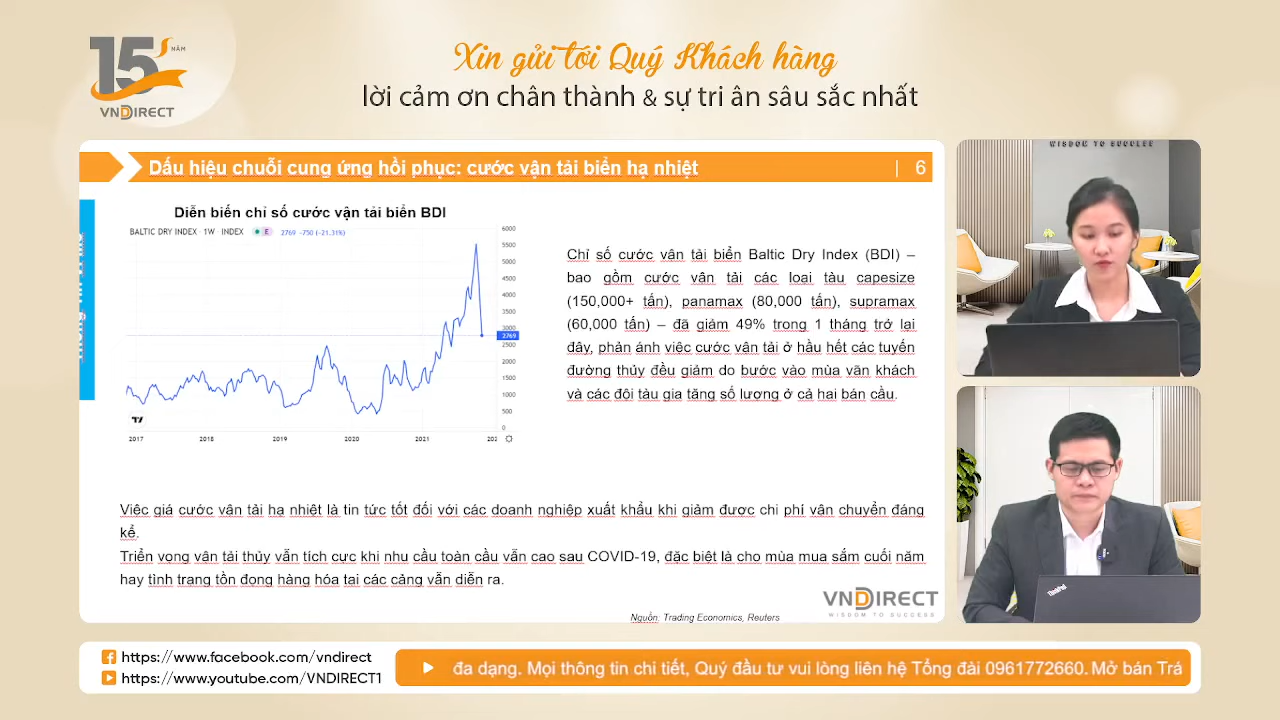 15 NĂM
VNDIRECT
Xin gửi tới Quý Khách hàng
lời cảm ơn chân thành & sự tri ân sâu sắc nhất
Dấu hiệu chuỗi cung ứng hồi phục: cước vận tải biển hạ nhiệt | 6
Diễn biến chỉ số cước vận tải biển BDI
BALTIC DRY INDEX · 1W · INDEX E 2769 -750 (-21.31%)
6000
5500
5000
4500
4000
3500
3000
2769
2500
2000
1500
1000
500
0
2017 2018 2019 2020 2021 202
Chỉ số cước vận tải biển Baltic Dry Index (BDI) –
bao gồm cước vận tải các loại tàu capesize
(150,000+ tấn), panamax (80,000 tấn), supramax
(60,000 tấn) – đã giảm 49% trong 1 tháng trở lại
đây, phản ánh việc cước vận tải ở hầu hết các tuyến
đường thủy đều giảm do bước vào mùa vãn khách
và các đội tàu gia tăng số lượng ở cả hai bán cầu.
Việc giá cước vận tải hạ nhiệt là tin tức tốt đối với các doanh nghiệp xuất khẩu khi giảm được chi phí vận chuyển đáng
kể.
Triển vọng vận tải thủy vẫn tích cực khi nhu cầu toàn cầu vẫn cao sau COVID-19, đặc biệt là cho mùa mua sắm cuối năm
hay tình trạng tồn đọng hàng hóa tại các cảng vẫn diễn ra.
VNDIRECT
WISDOM TO SUCCESS
Nguồn: Trading Economics, Reuters
WISDOM TO SUCCESS
ThinkPad
https://www.facebook.com/vndirect
https://www.youtube.com/VNDIRECT1
đa dạng. Mọi thông tin chi tiết, Quý đầu tư vui lòng liên hệ Tổng đài 0961772660. Mở bán Trá